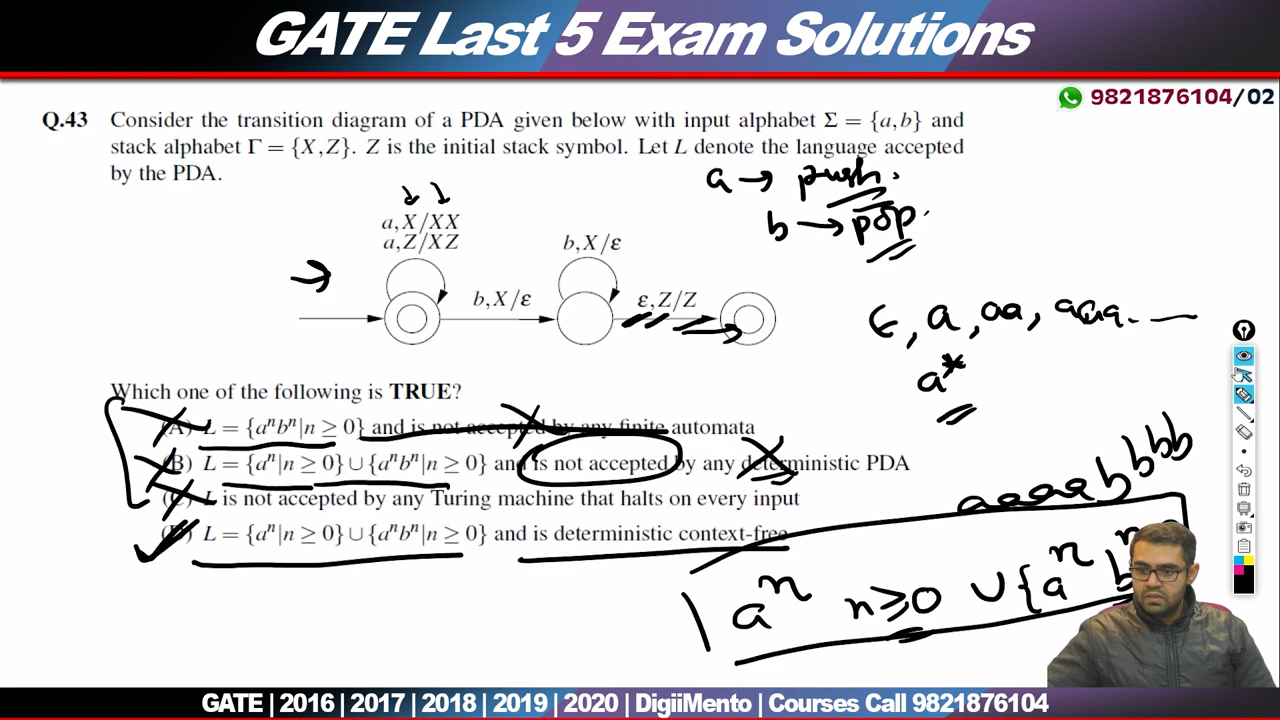 GATE Last 5 Exam Solutions
9821876104/02
Q.43 Consider the transition diagram of a PDA given below with input alphabet Σ = {a,b} and
stack alphabet Γ = {X,Z}. Z is the initial stack symbol. Let L denote the language accepted
by the PDA.
a → push.
b → pop
a,X/XX
a,Z/XZ
b,X/ε
b,X/ε
ε,Z/Z
ε, a, aa, aaa
a*
Which one of the following is TRUE?
(A) L = {aⁿbⁿ|n ≥ 0} and is not accepted by any finite automata
(B) L = {aⁿ|n ≥ 0} ∪ {aⁿbⁿ|n ≥ 0} and is not accepted by any deterministic PDA
(C) L is not accepted by any Turing machine that halts on every input
(D) L = {aⁿ|n ≥ 0} ∪ {aⁿbⁿ|n ≥ 0} and is deterministic context-free
aaaabbbb
aⁿ n≥0 ∪ {aⁿ b
GATE | 2016 | 2017 | 2018 | 2019 | 2020 | DigiiMento | Courses Call 9821876104